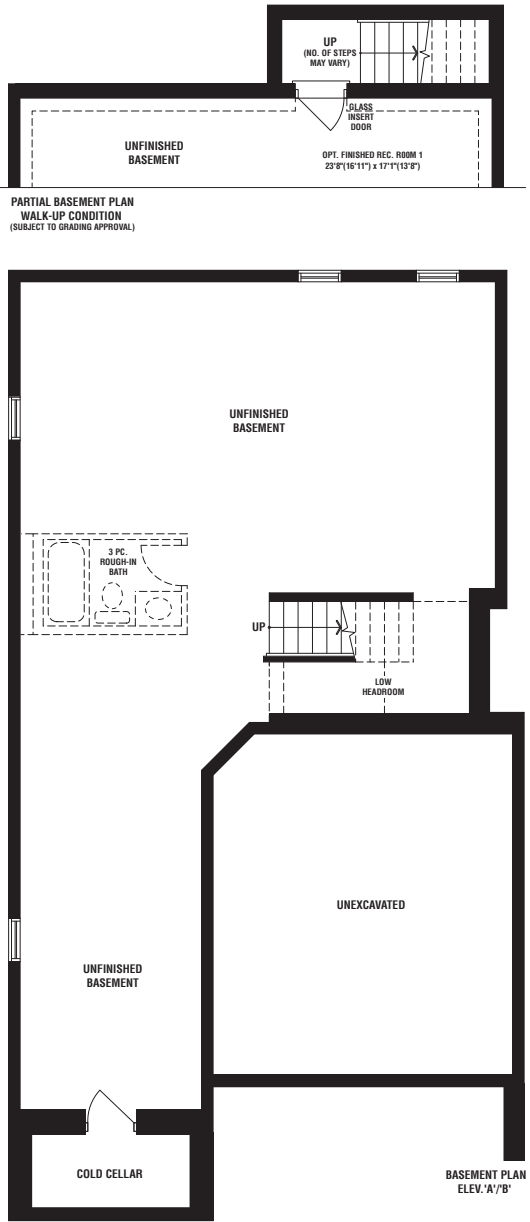 UP
(NO. OF STEPS
MAY VARY)
GLASS
INSERT
DOOR
UNFINISHED
BASEMENT
OPT. FINISHED REC. ROOM 1
23'8"(16'11") x 17'1"(13'8")
PARTIAL BASEMENT PLAN
WALK-UP CONDITION
(SUBJECT TO GRADING APPROVAL)
UNFINISHED
BASEMENT
3 PC.
ROUGH-IN
BATH
UP
LOW
HEADROOM
UNEXCAVATED
UNFINISHED
BASEMENT
COLD CELLAR
BASEMENT PLAN
ELEV.'A'/'B'